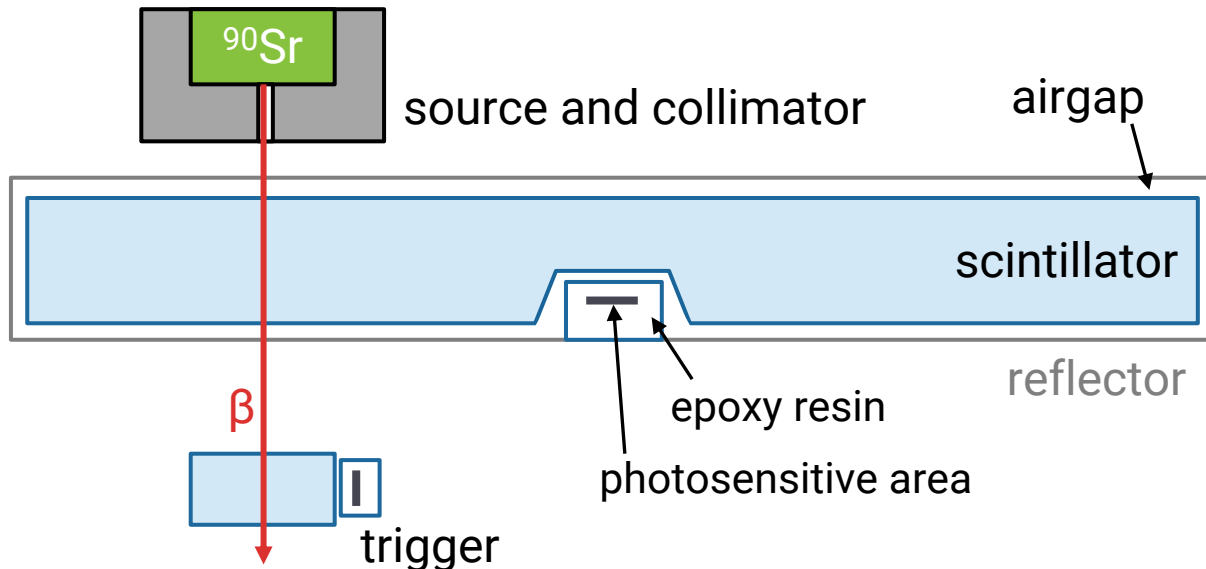 ⁹⁰Sr
source and collimator
airgap
scintillator
reflector
β
epoxy resin
photosensitive area
trigger